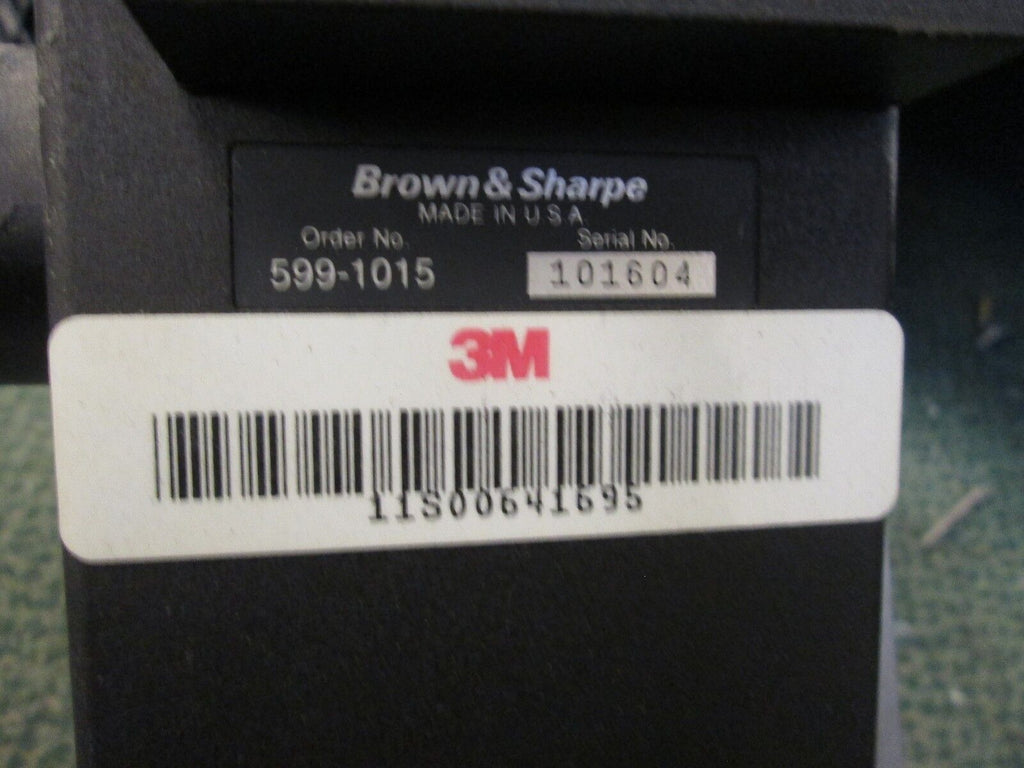 Brown & Sharpe
MADE IN U S A
Order No. Serial No.
599-1015 101604
3M
11S00641695